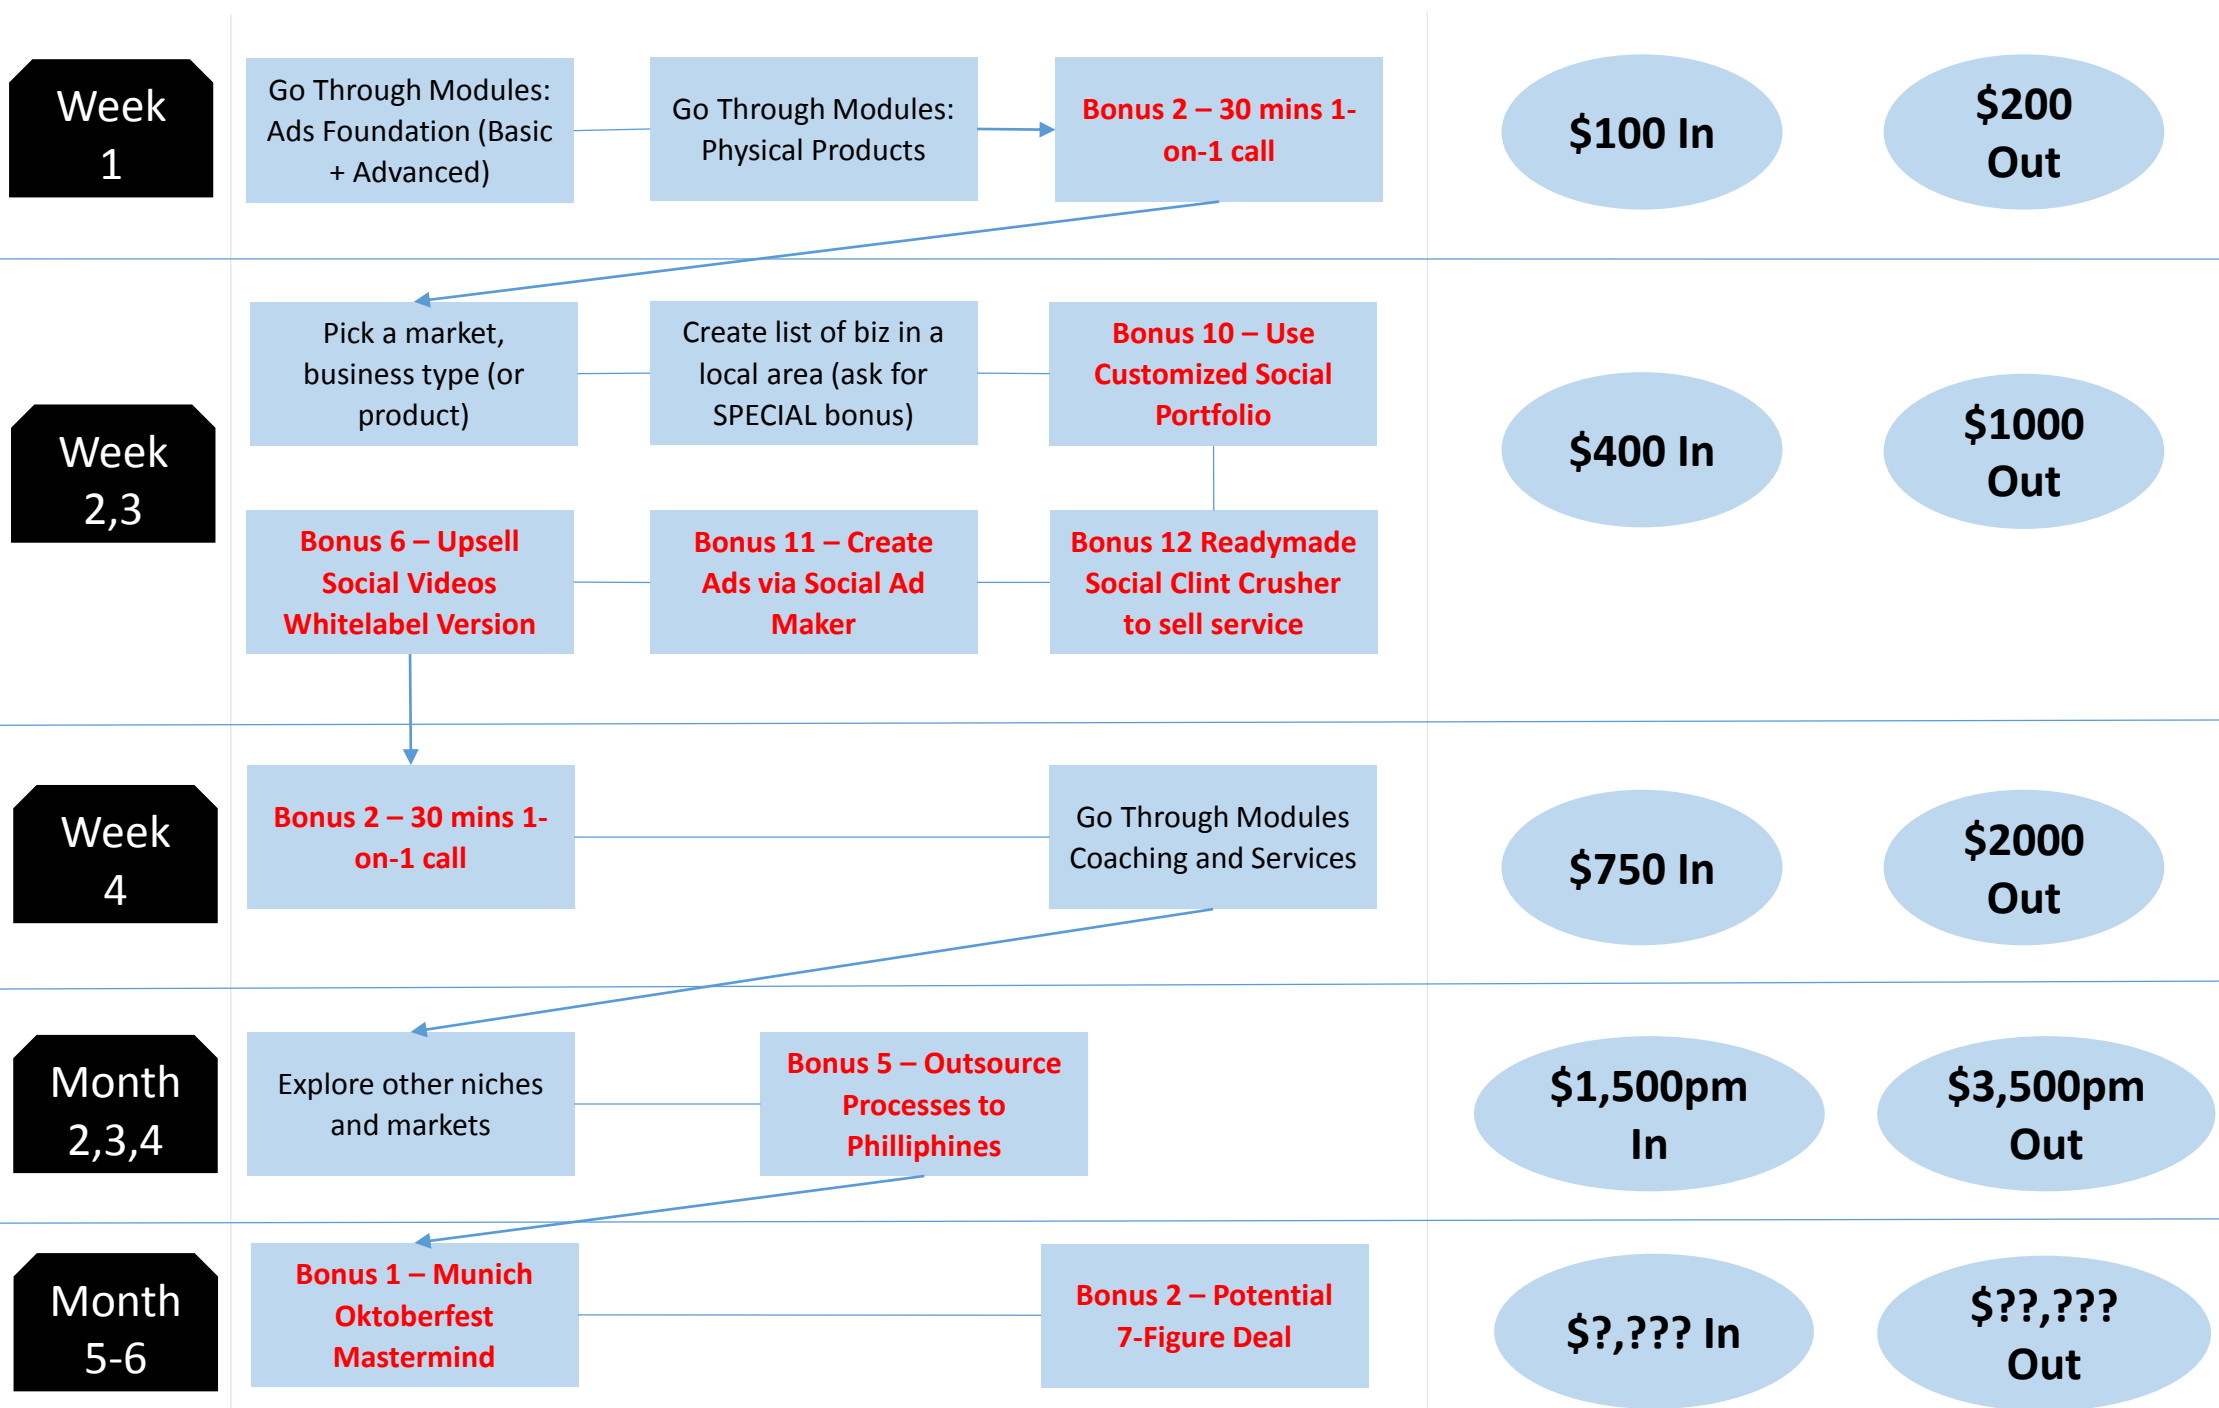 Week
1
Go Through Modules:
Ads Foundation (Basic
+ Advanced)
Go Through Modules:
Physical Products
Bonus 2 – 30 mins 1-
on-1 call
$100 In
$200
Out
Week
2,3
Pick a market,
business type (or
product)
Create list of biz in a
local area (ask for
SPECIAL bonus)
Bonus 10 – Use
Customized Social
Portfolio
Bonus 6 – Upsell
Social Videos
Whitelabel Version
Bonus 11 – Create
Ads via Social Ad
Maker
Bonus 12 Readymade
Social Clint Crusher
to sell service
$400 In
$1000
Out
Week
4
Bonus 2 – 30 mins 1-
on-1 call
Go Through Modules
Coaching and Services
$750 In
$2000
Out
Month
2,3,4
Explore other niches
and markets
Bonus 5 – Outsource
Processes to
Philliphines
$1,500pm
In
$3,500pm
Out
Month
5-6
Bonus 1 – Munich
Oktoberfest
Mastermind
Bonus 2 – Potential
7-Figure Deal
$?,??? In
$??,???
Out